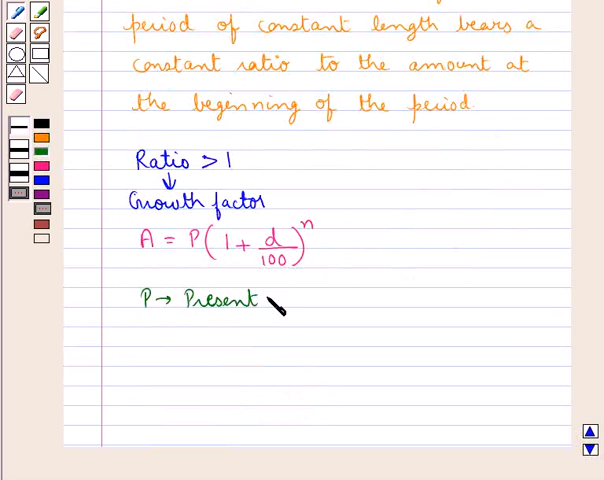 period of constant length bears a
constant ratio to the amount at
the beginning of the period.
Ratio > 1
↓
Growth factor
A = P(1 + d/100)^n
P → Present